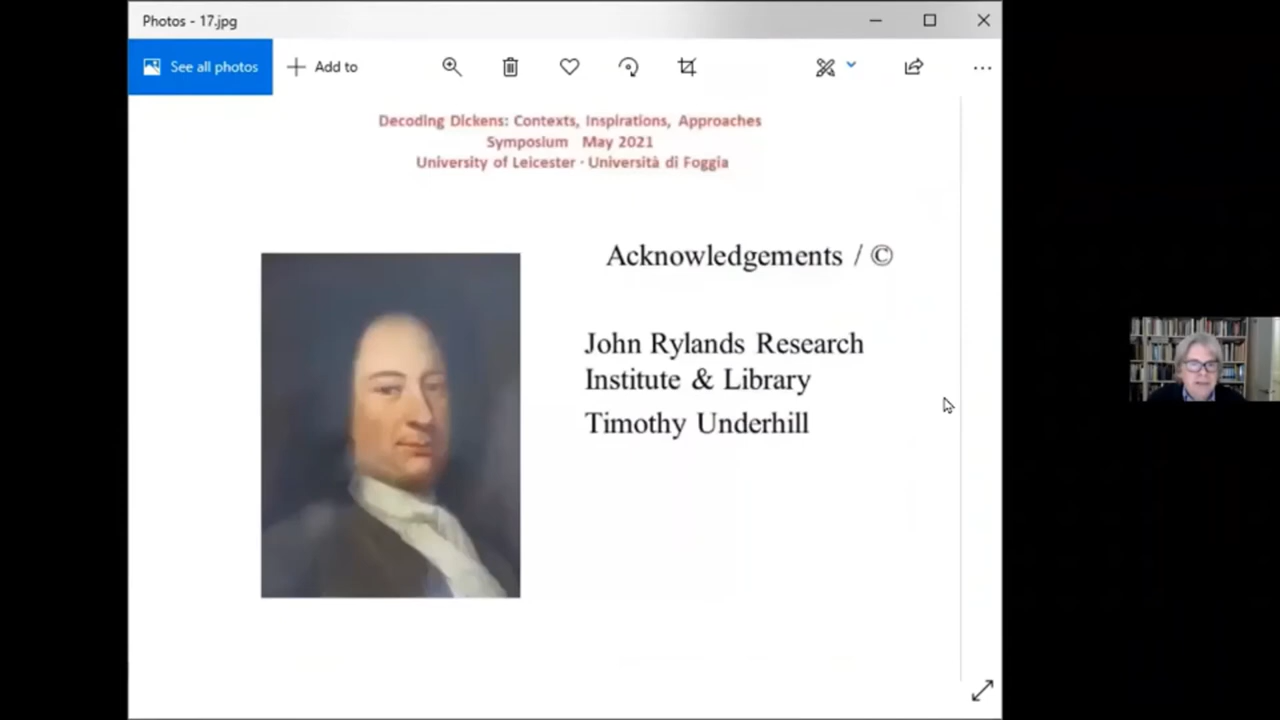 Photos - 17.jpg
See all photos
Add to
Decoding Dickens: Contexts, Inspirations, Approaches
Symposium May 2021
University of Leicester · Università di Foggia
Acknowledgements / ©
John Rylands Research
Institute & Library
Timothy Underhill